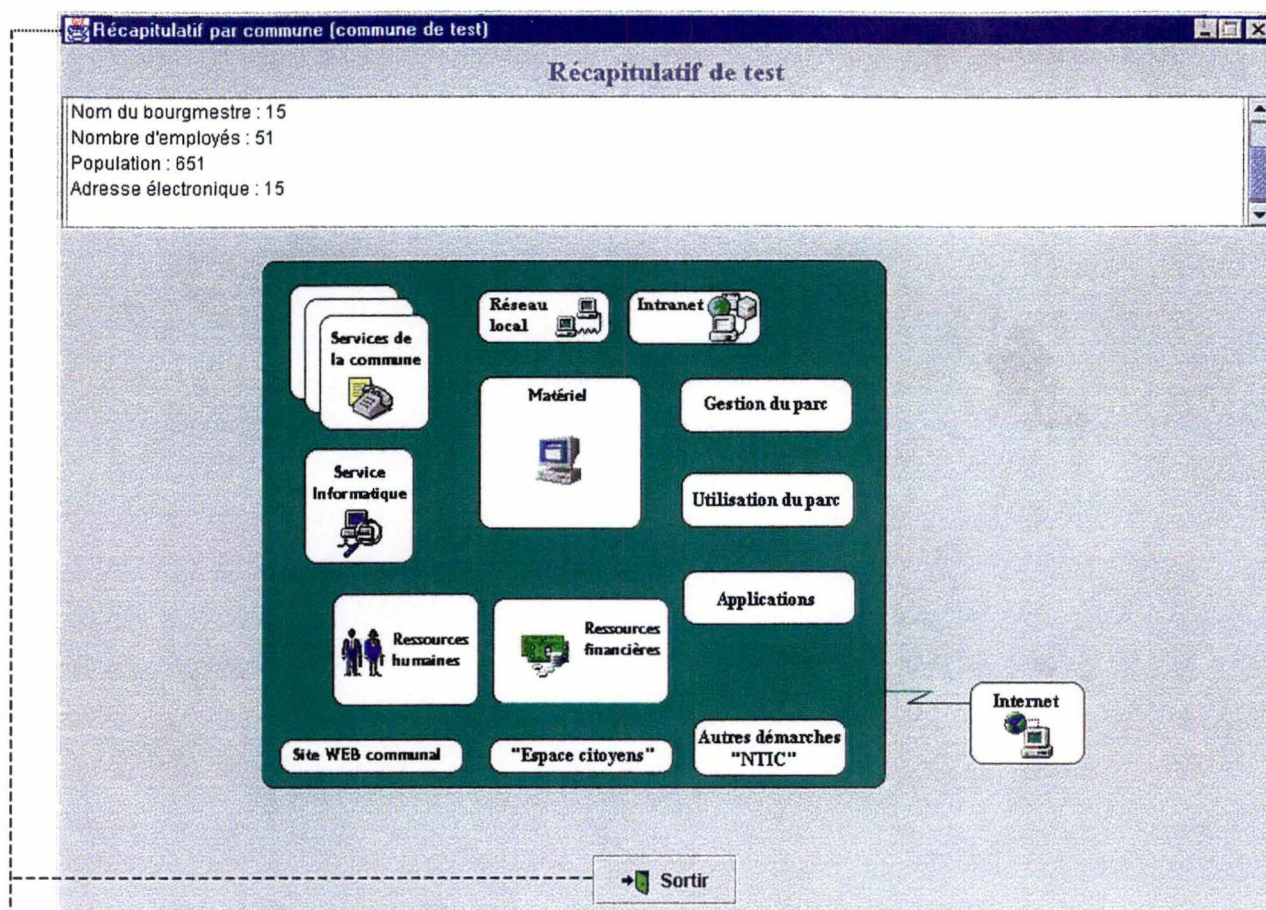 Récapitulatif par commune (commune de test)
Récapitulatif de test
Nom du bourgmestre : 15
Nombre d'employés : 51
Population : 651
Adresse électronique : 15
Services de
la commune
Réseau
local
Intranet
Matériel
Gestion du parc
Service
Informatique
Utilisation du parc
Applications
Ressources
humaines
Ressources
financières
Internet
Site WEB communal
"Espace citoyens"
Autres démarches
"NTIC"
Sortir